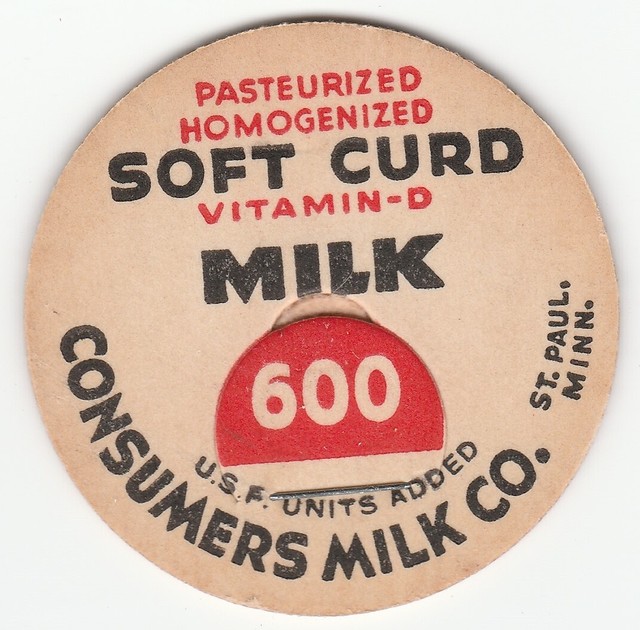 PASTEURIZED
HOMOGENIZED
SOFT CURD
VITAMIN-D
MILK
600
U.S.F. UNITS ADDED
CONSUMERS MILK CO.
ST. PAUL.
MINN.